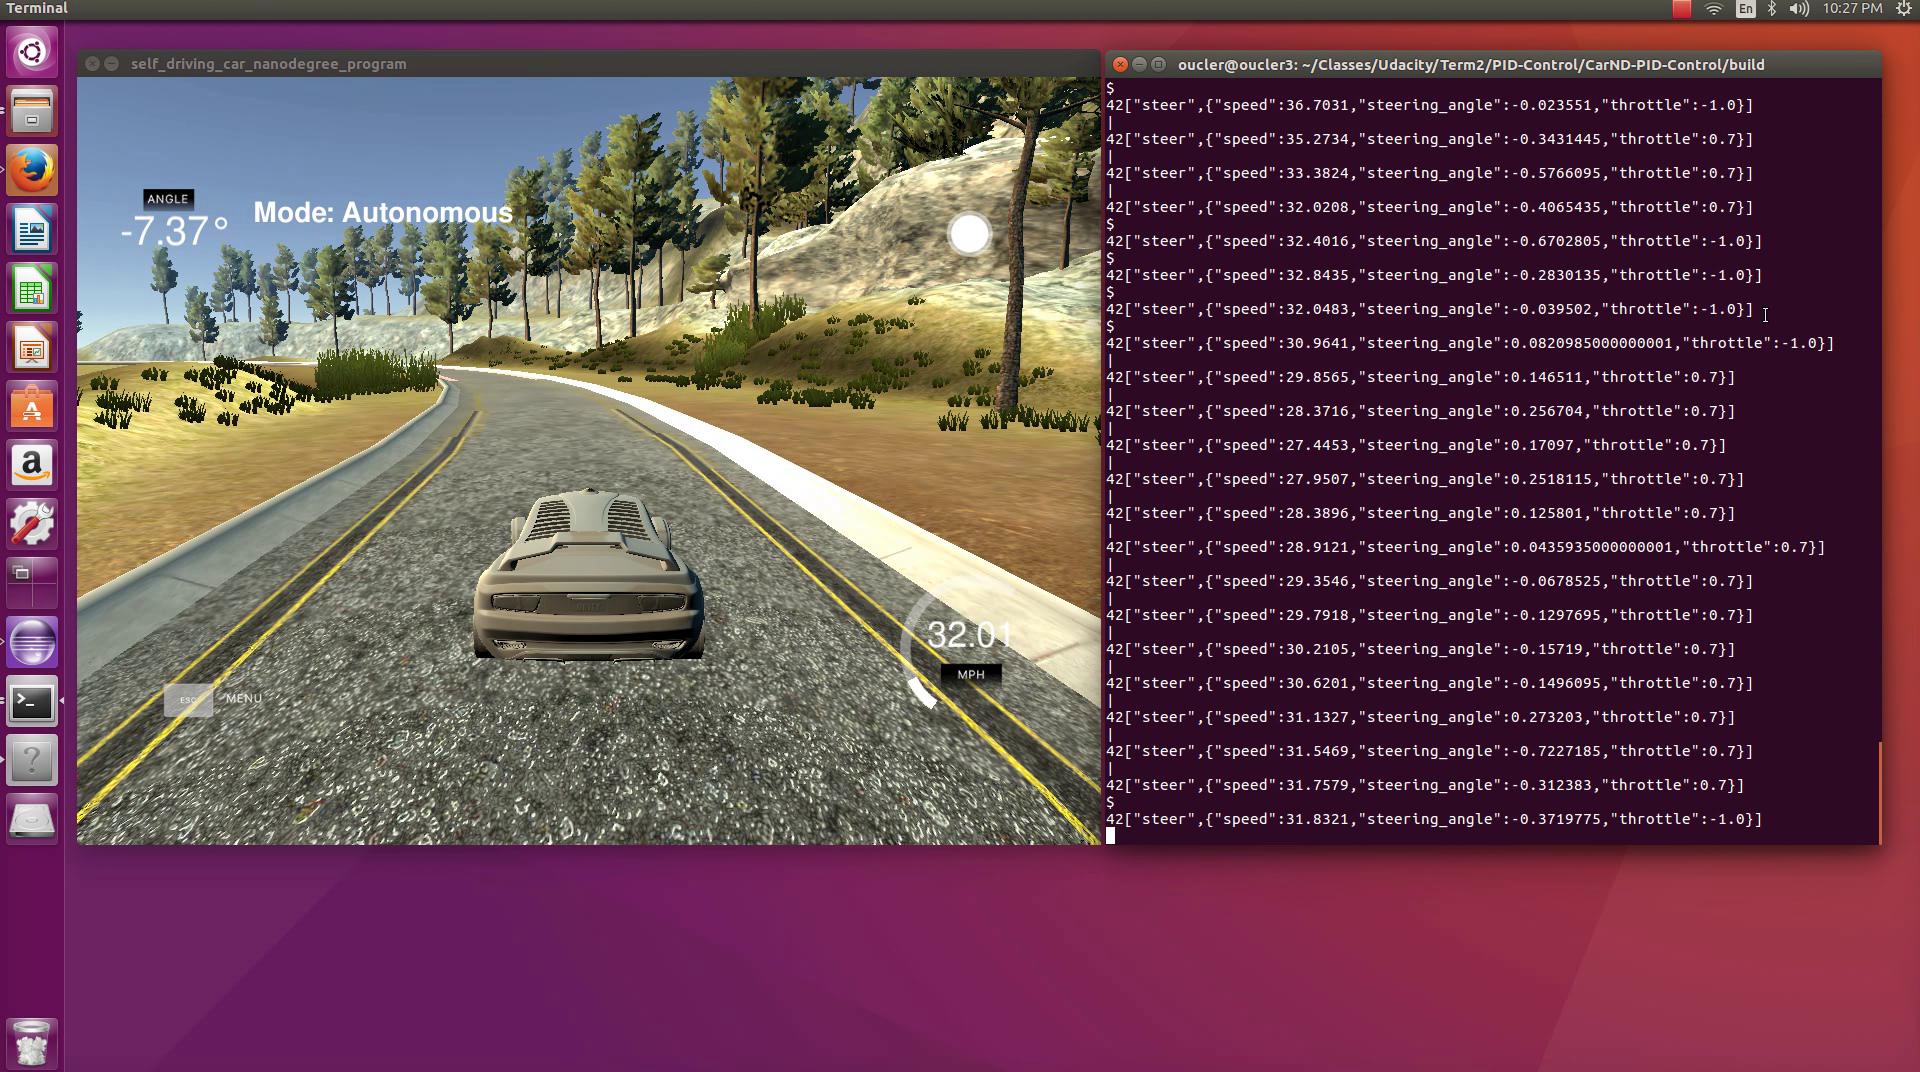 Terminal
En
10:27 PM
self_driving_car_nanodegree_program
ANGLE
-7.37°
Mode: Autonomous
32.01
MPH
ESC
MENU
a
oucler@oucler3: ~/Classes/Udacity/Term2/PID-Control/CarND-PID-Control/build
$
42["steer",{"speed":36.7031,"steering_angle":-0.023551,"throttle":-1.0}]
|
42["steer",{"speed":35.2734,"steering_angle":-0.3431445,"throttle":0.7}]
|
42["steer",{"speed":33.3824,"steering_angle":-0.5766095,"throttle":0.7}]
|
42["steer",{"speed":32.0208,"steering_angle":-0.4065435,"throttle":0.7}]
$
42["steer",{"speed":32.4016,"steering_angle":-0.6702805,"throttle":-1.0}]
$
42["steer",{"speed":32.8435,"steering_angle":-0.2830135,"throttle":-1.0}]
$
42["steer",{"speed":32.0483,"steering_angle":-0.039502,"throttle":-1.0}]
$
42["steer",{"speed":30.9641,"steering_angle":0.0820985000000001,"throttle":-1.0}]
|
42["steer",{"speed":29.8565,"steering_angle":0.146511,"throttle":0.7}]
|
42["steer",{"speed":28.3716,"steering_angle":0.256704,"throttle":0.7}]
|
42["steer",{"speed":27.4453,"steering_angle":0.17097,"throttle":0.7}]
|
42["steer",{"speed":27.9507,"steering_angle":0.2518115,"throttle":0.7}]
|
42["steer",{"speed":28.3896,"steering_angle":0.125801,"throttle":0.7}]
|
42["steer",{"speed":28.9121,"steering_angle":0.0435935000000001,"throttle":0.7}]
|
42["steer",{"speed":29.3546,"steering_angle":-0.0678525,"throttle":0.7}]
|
42["steer",{"speed":29.7918,"steering_angle":-0.1297695,"throttle":0.7}]
|
42["steer",{"speed":30.2105,"steering_angle":-0.15719,"throttle":0.7}]
|
42["steer",{"speed":30.6201,"steering_angle":-0.1496095,"throttle":0.7}]
|
42["steer",{"speed":31.1327,"steering_angle":0.273203,"throttle":0.7}]
|
42["steer",{"speed":31.5469,"steering_angle":-0.7227185,"throttle":0.7}]
|
42["steer",{"speed":31.7579,"steering_angle":-0.312383,"throttle":0.7}]
$
42["steer",{"speed":31.8321,"steering_angle":-0.3719775,"throttle":-1.0}]